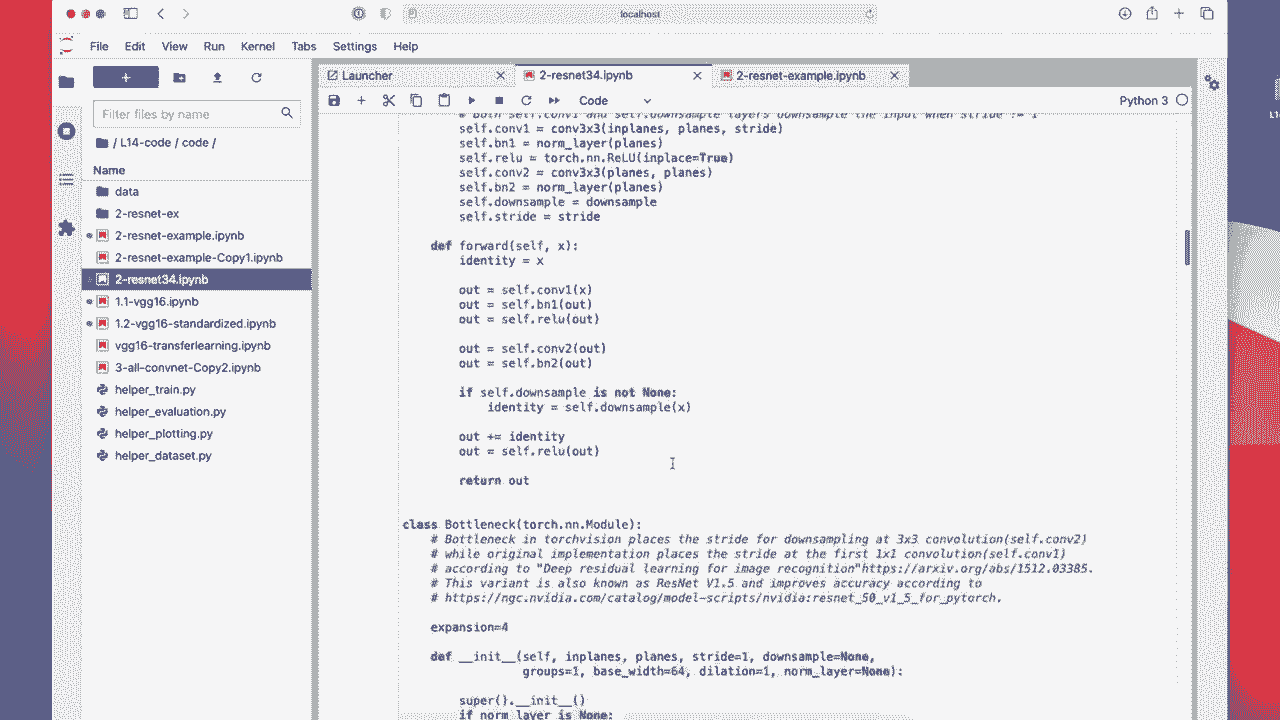 localhost
File Edit View Run Kernel Tabs Settings Help
Launcher
2-resnet34.ipynb
2-resnet-example.ipynb
Code
Python 3
Filter files by name
/ L14-code / code /
Name
data
2-resnet-ex
2-resnet-example.ipynb
2-resnet-example-Copy1.ipynb
2-resnet34.ipynb
1.1-vgg16.ipynb
1.2-vgg16-standardized.ipynb
vgg16-transferlearning.ipynb
3-all-convnet-Copy2.ipynb
helper_train.py
helper_evaluation.py
helper_plotting.py
helper_dataset.py
# Both self.conv1 and self.downsample layers downsample the input when stride != 1
self.conv1 = conv3x3(inplanes, planes, stride)
self.bn1 = norm_layer(planes)
self.relu = torch.nn.ReLU(inplace=True)
self.conv2 = conv3x3(planes, planes)
self.bn2 = norm_layer(planes)
self.downsample = downsample
self.stride = stride
def forward(self, x):
identity = x
out = self.conv1(x)
out = self.bn1(out)
out = self.relu(out)
out = self.conv2(out)
out = self.bn2(out)
if self.downsample is not None:
identity = self.downsample(x)
out += identity
out = self.relu(out)
return out
class Bottleneck(torch.nn.Module):
# Bottleneck in torchvision places the stride for downsampling at 3x3 convolution(self.conv2)
# while original implementation places the stride at the first 1x1 convolution(self.conv1)
# according to "Deep residual learning for image recognition"https://arxiv.org/abs/1512.03385.
# This variant is also known as ResNet V1.5 and improves accuracy according to
# https://ngc.nvidia.com/catalog/model-scripts/nvidia:resnet_50_v1_5_for_pytorch.
expansion=4
def __init__(self, inplanes, planes, stride=1, downsample=None,
groups=1, base_width=64, dilation=1, norm_layer=None):
super().__init__()
if norm_layer is None: